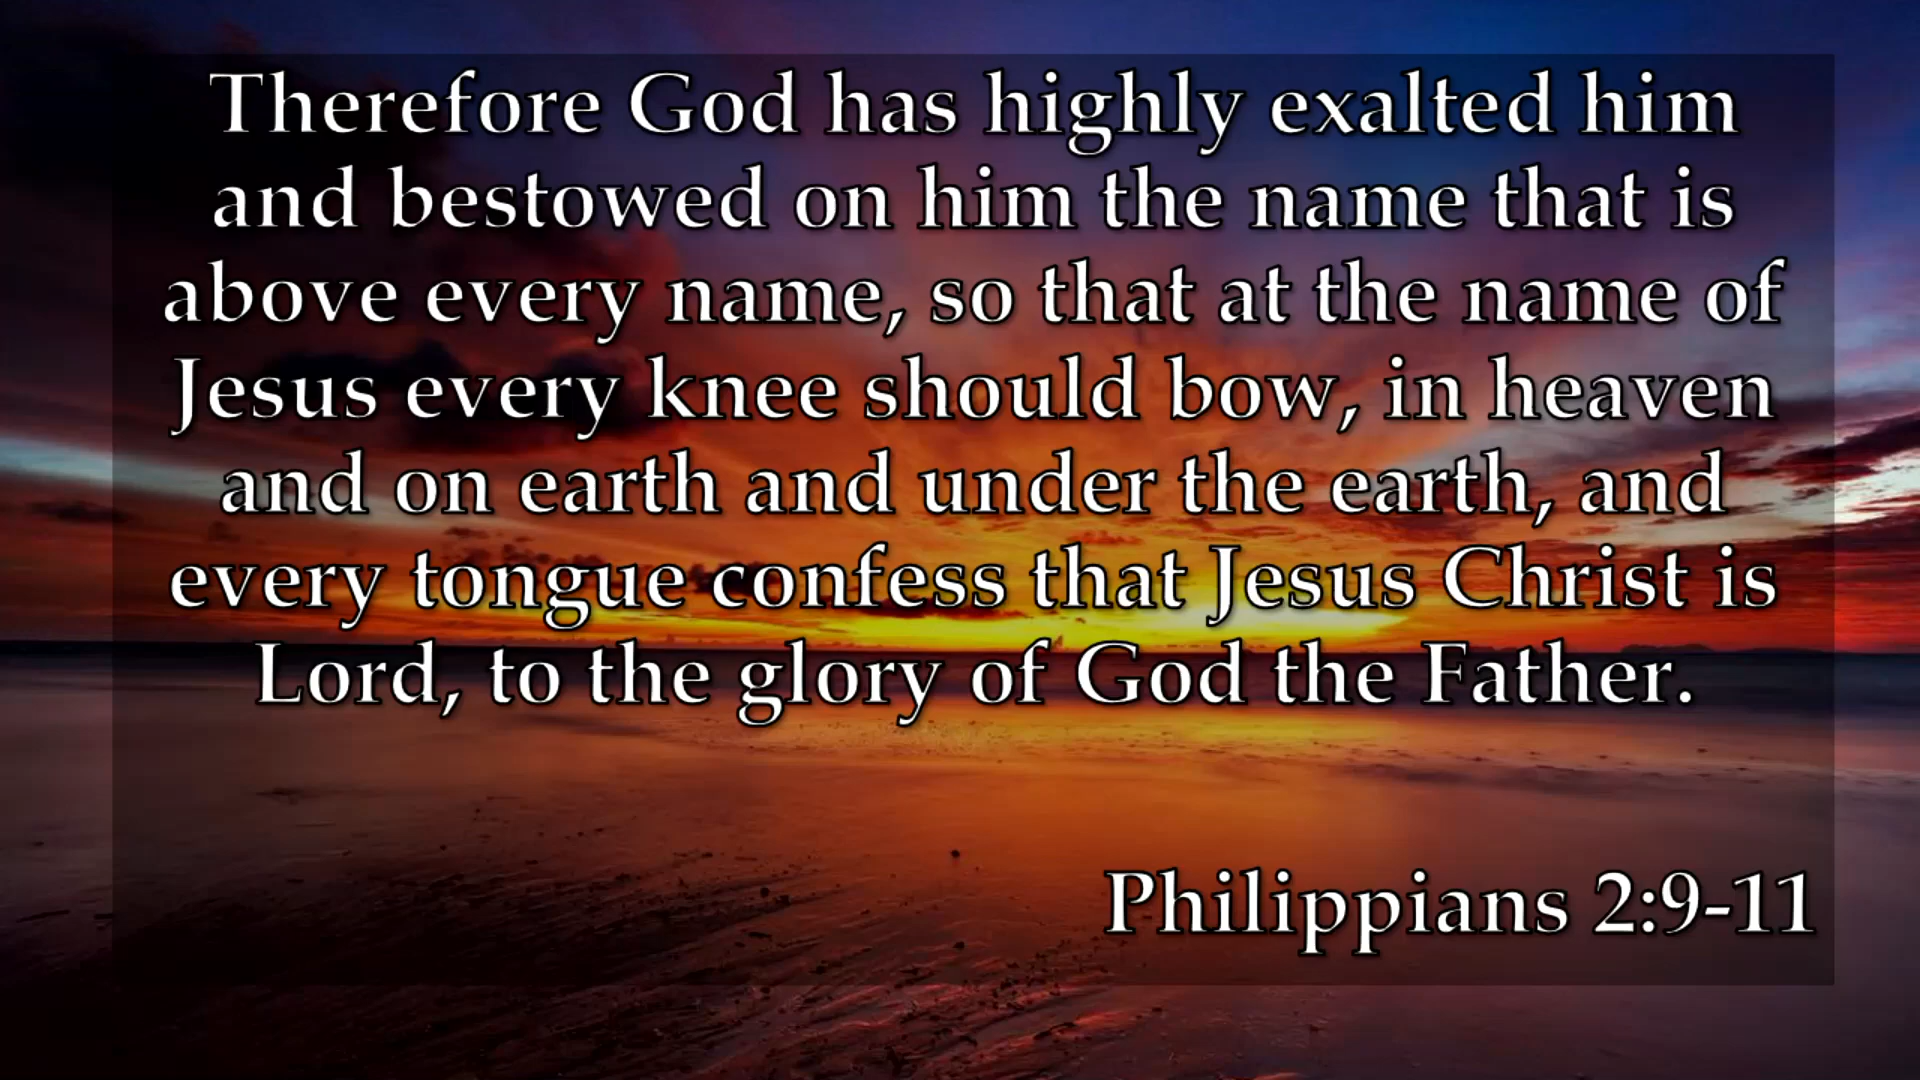 Therefore God has highly exalted him
and bestowed on him the name that is
above every name, so that at the name of
Jesus every knee should bow, in heaven
and on earth and under the earth, and
every tongue confess that Jesus Christ is
Lord, to the glory of God the Father.
Philippians 2:9-11